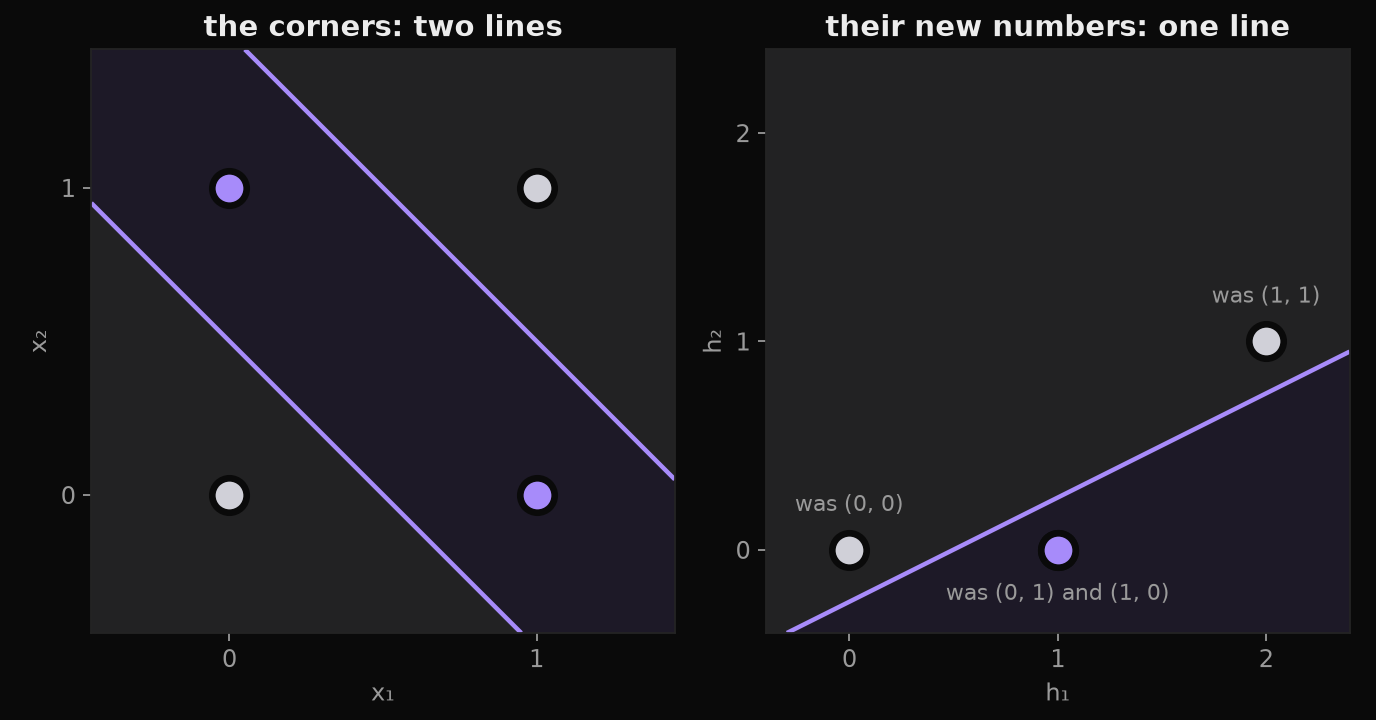 the corners: two lines
1
0
x₂
0
1
x₁
their new numbers: one line
2
1
0
h₂
was (1, 1)
was (0, 0)
was (0, 1) and (1, 0)
0
1
2
h₁